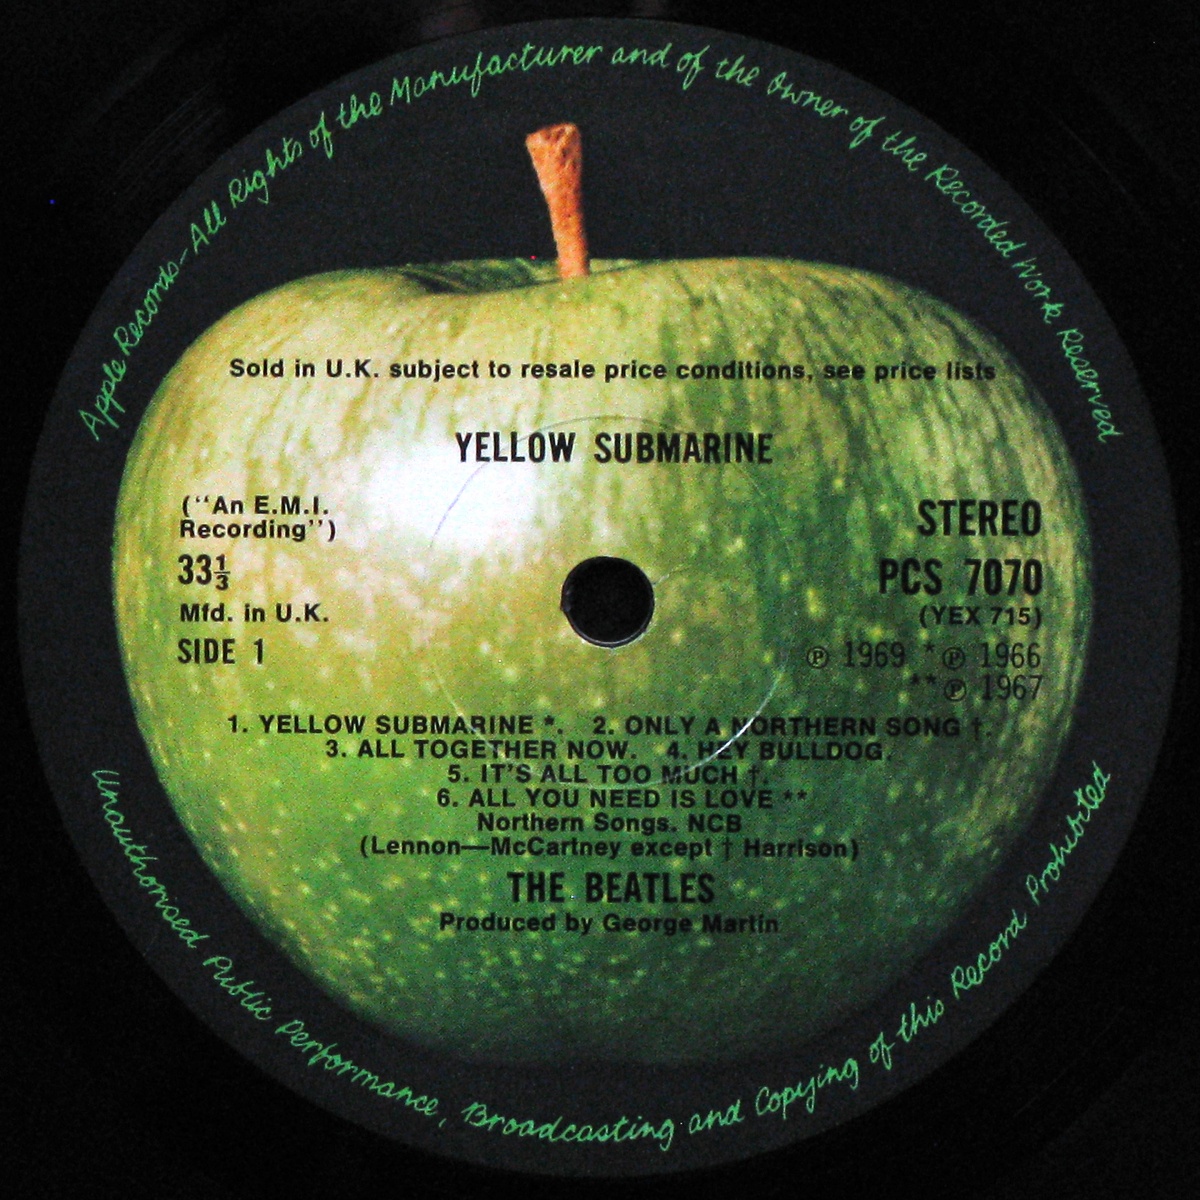 Apple Records - All Rights of the Manufacturer and of the Owner of the Recorded Work Reserved
Sold in U.K. subject to resale price conditions, see price lists
YELLOW SUBMARINE
(''An E.M.I.
Recording'')
33⅓
Mfd. in U.K.
SIDE 1
STEREO
PCS 7070
(YEX 715)
℗ 1969 *℗ 1966
**℗ 1967
1. YELLOW SUBMARINE *. 2. ONLY A NORTHERN SONG †.
3. ALL TOGETHER NOW. 4. HEY BULLDOG.
5. IT'S ALL TOO MUCH †.
6. ALL YOU NEED IS LOVE **
Northern Songs. NCB
(Lennon—McCartney except † Harrison)
THE BEATLES
Produced by George Martin
Unauthorised Public Performance, Broadcasting and Copying of this Record Prohibited